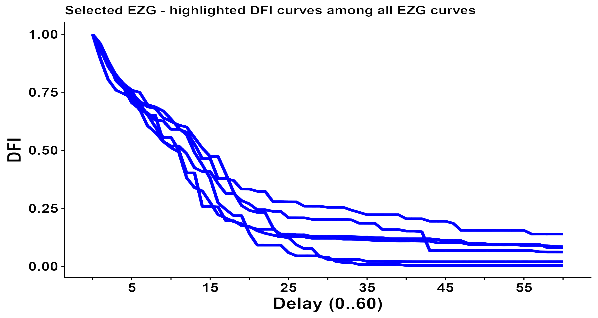 Selected EZG - highlighted DFI curves among all EZG curves
1.00
0.75
0.50
0.25
0.00
DFI
5 15 25 35 45 55
Delay (0..60)